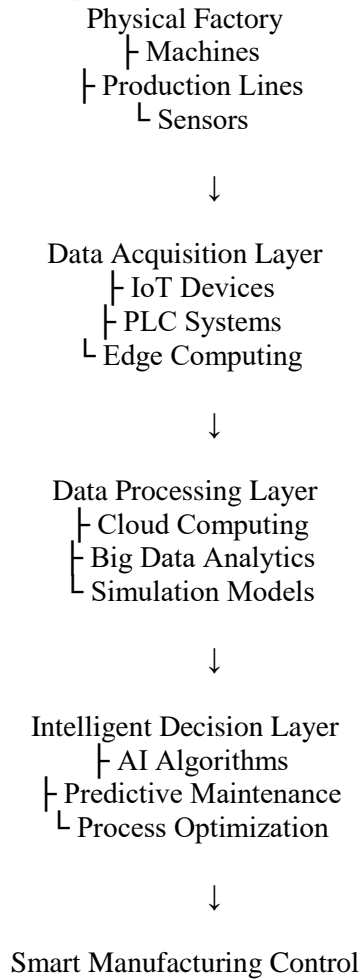 Physical Factory
├ Machines
├ Production Lines
└ Sensors
↓
Data Acquisition Layer
├ IoT Devices
├ PLC Systems
└ Edge Computing
↓
Data Processing Layer
├ Cloud Computing
├ Big Data Analytics
└ Simulation Models
↓
Intelligent Decision Layer
├ AI Algorithms
├ Predictive Maintenance
└ Process Optimization
↓
Smart Manufacturing Control